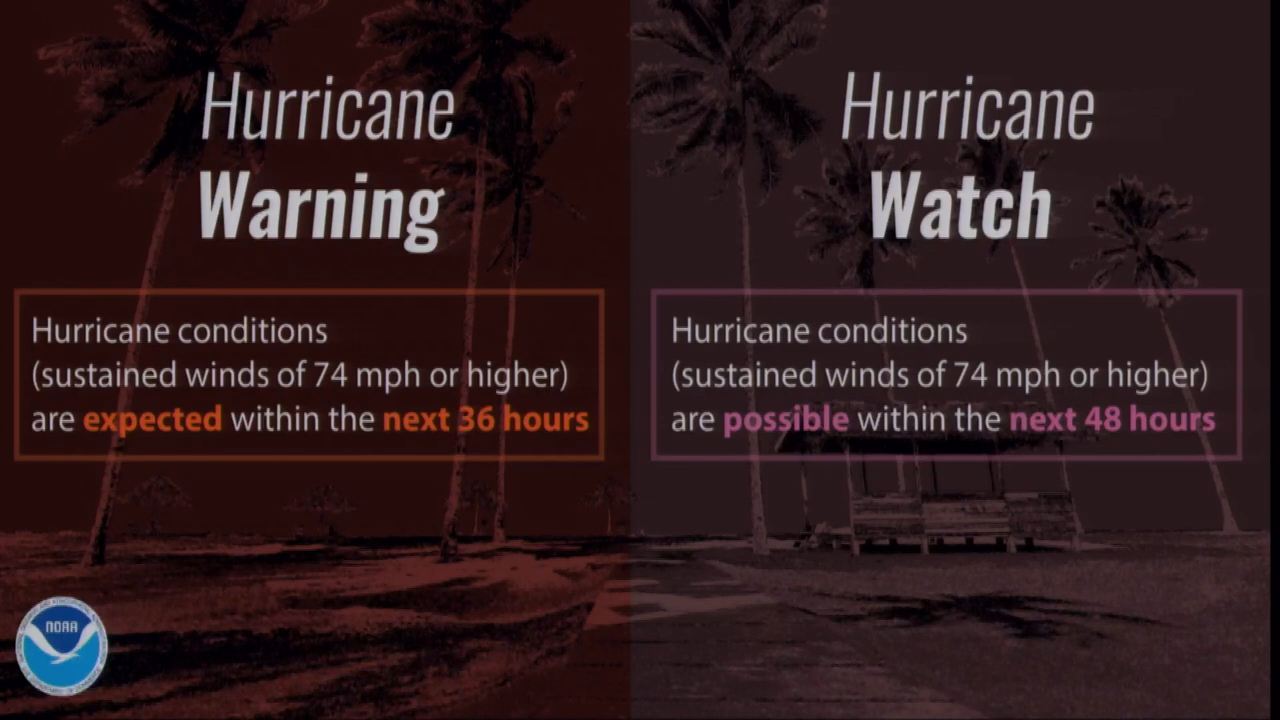 Hurricane
Warning
Hurricane conditions
(sustained winds of 74 mph or higher)
are expected within the next 36 hours
Hurricane
Watch
Hurricane conditions
(sustained winds of 74 mph or higher)
are possible within the next 48 hours
NOAA